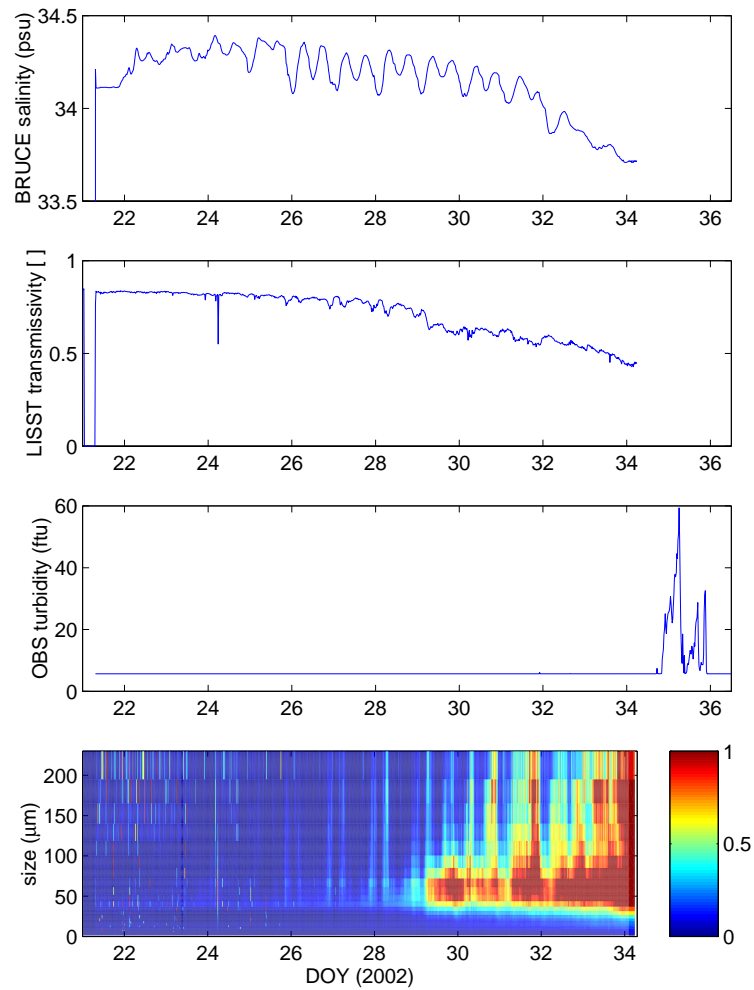 34.5
34
33.5
BRUCE salinity (psu)
22 24 26 28 30 32 34 36
1
0.5
0
LISST transmissivity [ ]
22 24 26 28 30 32 34 36
60
40
20
0
OBS turbidity (ftu)
22 24 26 28 30 32 34 36
200
150
100
50
0
size (µm)
22 24 26 28 30 32 34
DOY (2002)
1
0.5
0